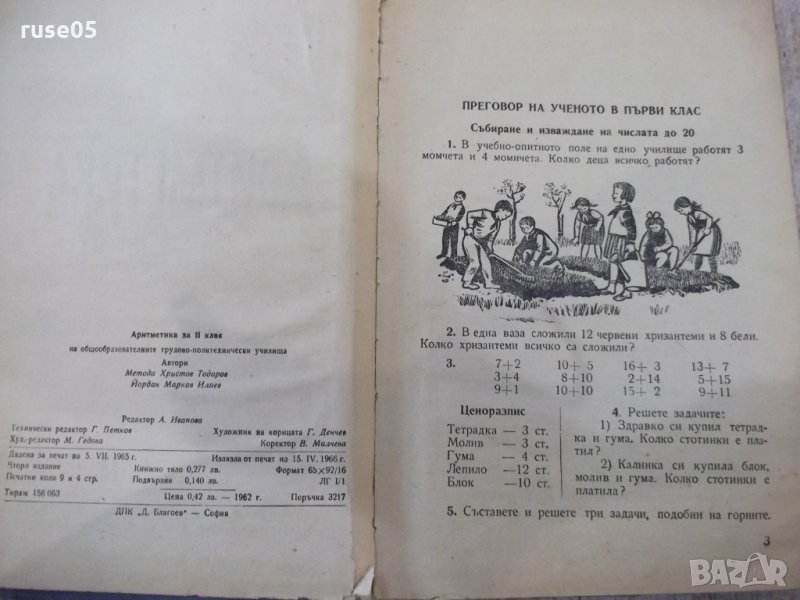 ruse05
Аритметика за II клас
на общообразователните трудово-политехнически училища
Автори
Методи Христов Тодоров
Йордан Марков Илиев
Редактор А. Иванова
Технически редактор Г. Петков
Художник на корицата Г. Денчев
Худ.-редактор М. Гедова
Коректор В. Милчева
Дадена за печат на 5. VII. 1965 г.
Излязла от печат на 15. IV. 1966 г.
Второ издание
Книжно тяло 0,277 лв.
Формат 65×92/16
Печатни коли 9 и 4 стр.
Подвързия 0,140 лв.
ЛГ I/1
Тираж 156 063
Цена 0,42 лв. — 1962 г.
Поръчка 3217
ДПК „Д. Благоев“ — София
ПРЕГОВОР НА УЧЕНОТО В ПЪРВИ КЛАС
Събиране и изваждане на числата до 20
1. В учебно-опитното поле на едно училище работят 3
момчета и 4 момичета. Колко деца всичко работят?
2. В една ваза сложили 12 червени хризантеми и 8 бели.
Колко хризантеми всичко са сложили?
3. 7+2 10+5 16+3 13+7
3+4 8+10 2+14 5+15
9+1 10+10 15+2 9+11
Ценоразпис
Тетрадка — 3 ст.
Молив — 3 ст.
Гума — 4 ст.
Лепило —12 ст.
Блок —10 ст.
4. Решете задачите:
1) Здравко си купил тетрад-
ка и гума. Колко стотинки е пла-
тил?
2) Калинка си купила блок,
молив и гума. Колко стотинки е
платила?
5. Съставете и решете три задачи, подобни на горните.
3
BAZAR